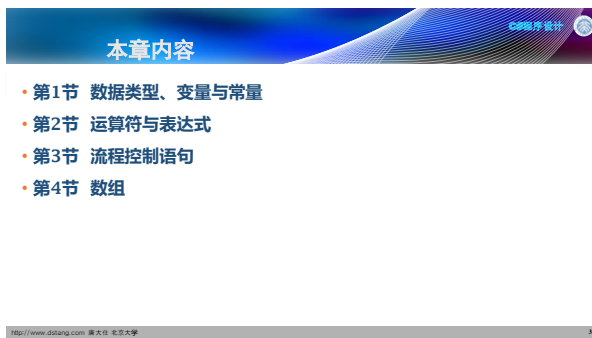 C#程序设计
本章内容
• 第1节 数据类型、变量与常量
• 第2节 运算符与表达式
• 第3节 流程控制语句
• 第4节 数组
http://www.dstang.com 唐大仕 北京大学